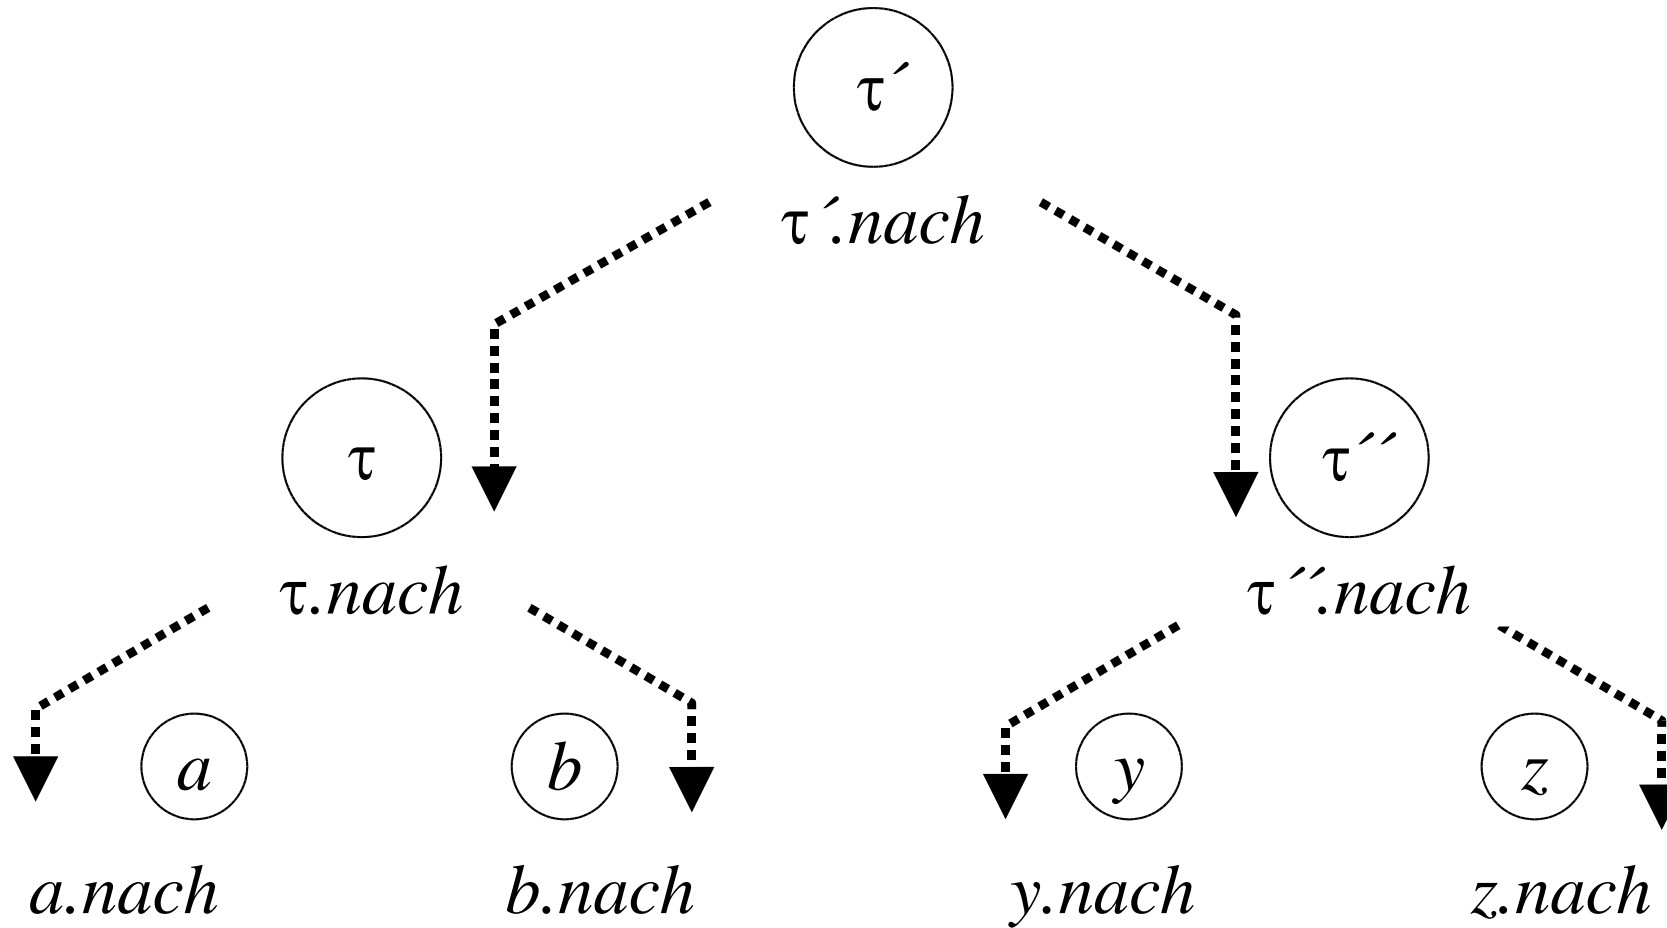 τ´
τ´.nach
τ τ´´
τ.nach τ´´.nach
a b y z
a.nach b.nach y.nach z.nach